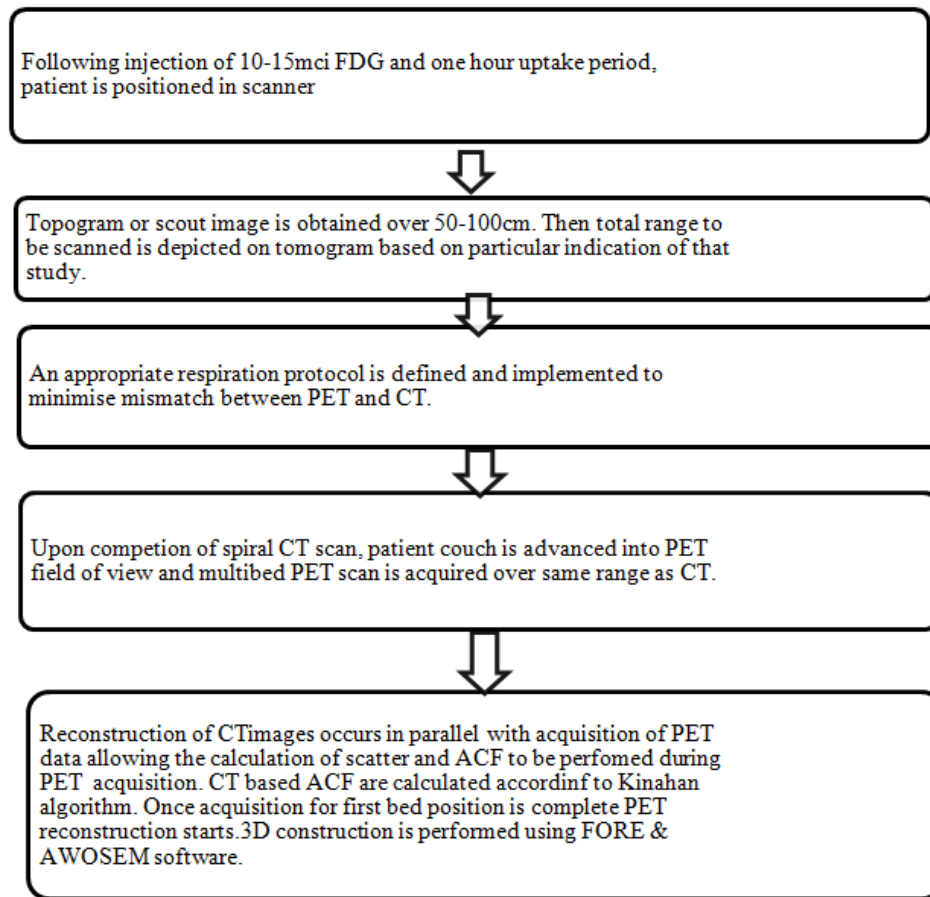 Following injection of 10-15mci FDG and one hour uptake period,
patient is positioned in scanner
Topogram or scout image is obtained over 50-100cm. Then total range to
be scanned is depicted on tomogram based on particular indication of that
study.
An appropriate respiration protocol is defined and implemented to
minimise mismatch between PET and CT.
Upon competion of spiral CT scan, patient couch is advanced into PET
field of view and multibed PET scan is acquired over same range as CT.
Reconstruction of CTimages occurs in parallel with acquisition of PET
data allowing the calculation of scatter and ACF to be perfomed during
PET acquisition. CT based ACF are calculated accordinf to Kinahan
algorithm. Once acquisition for first bed position is complete PET
reconstruction starts.3D construction is performed using FORE &
AWOSEM software.